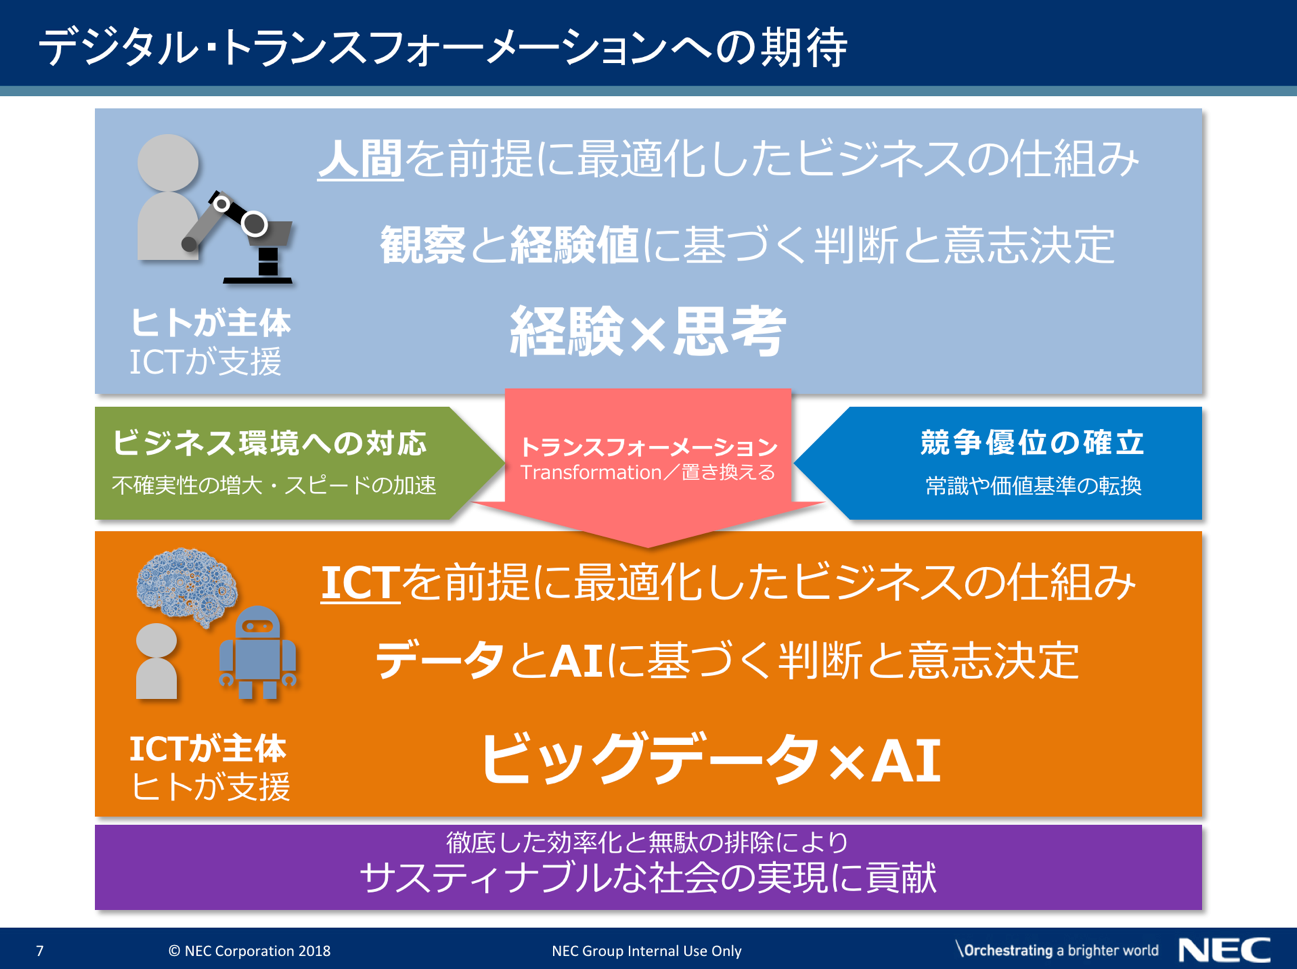 デジタル・トランスフォーメーションへの期待
人間を前提に最適化したビジネスの仕組み
観察と経験値に基づく判断と意志決定
経験×思考
ヒトが主体
ICTが支援
ビジネス環境への対応
不確実性の増大・スピードの加速
トランスフォーメーション
Transformation／置き換える
競争優位の確立
常識や価値基準の転換
ICTを前提に最適化したビジネスの仕組み
データとAIに基づく判断と意志決定
ビッグデータ×AI
ICTが主体
ヒトが支援
徹底した効率化と無駄の排除により
サスティナブルな社会の実現に貢献
7
© NEC Corporation 2018
NEC Group Internal Use Only
\Orchestrating a brighter world
NEC